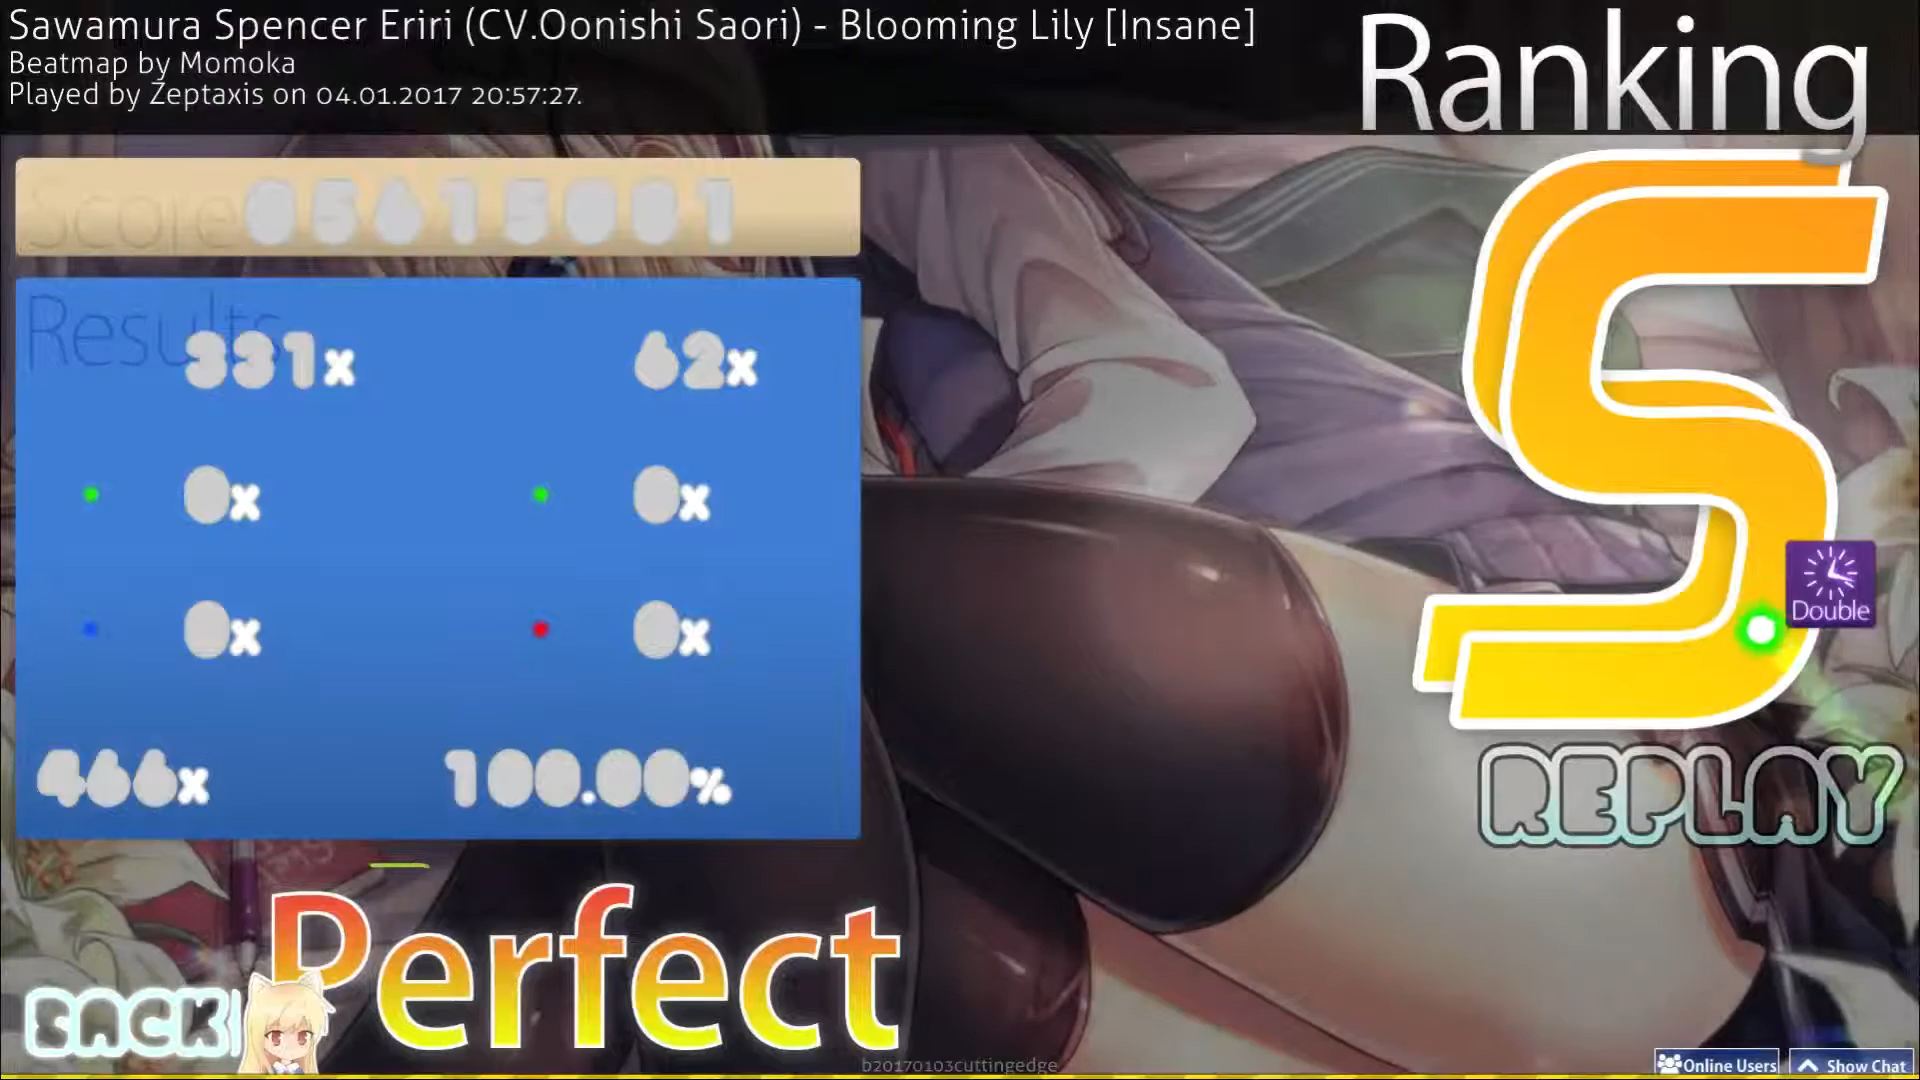 Sawamura Spencer Eriri (CV.Oonishi Saori) - Blooming Lily [Insane]
Beatmap by Momoka
Played by Zeptaxis on 04.01.2017 20:57:27.
Ranking
Score 05615001
Results
331x 62x
0x 0x
0x 0x
466x 100.00%
Double
REPLAY
Perfect
BACK
b20170103cuttingedge
Online Users
Show Chat